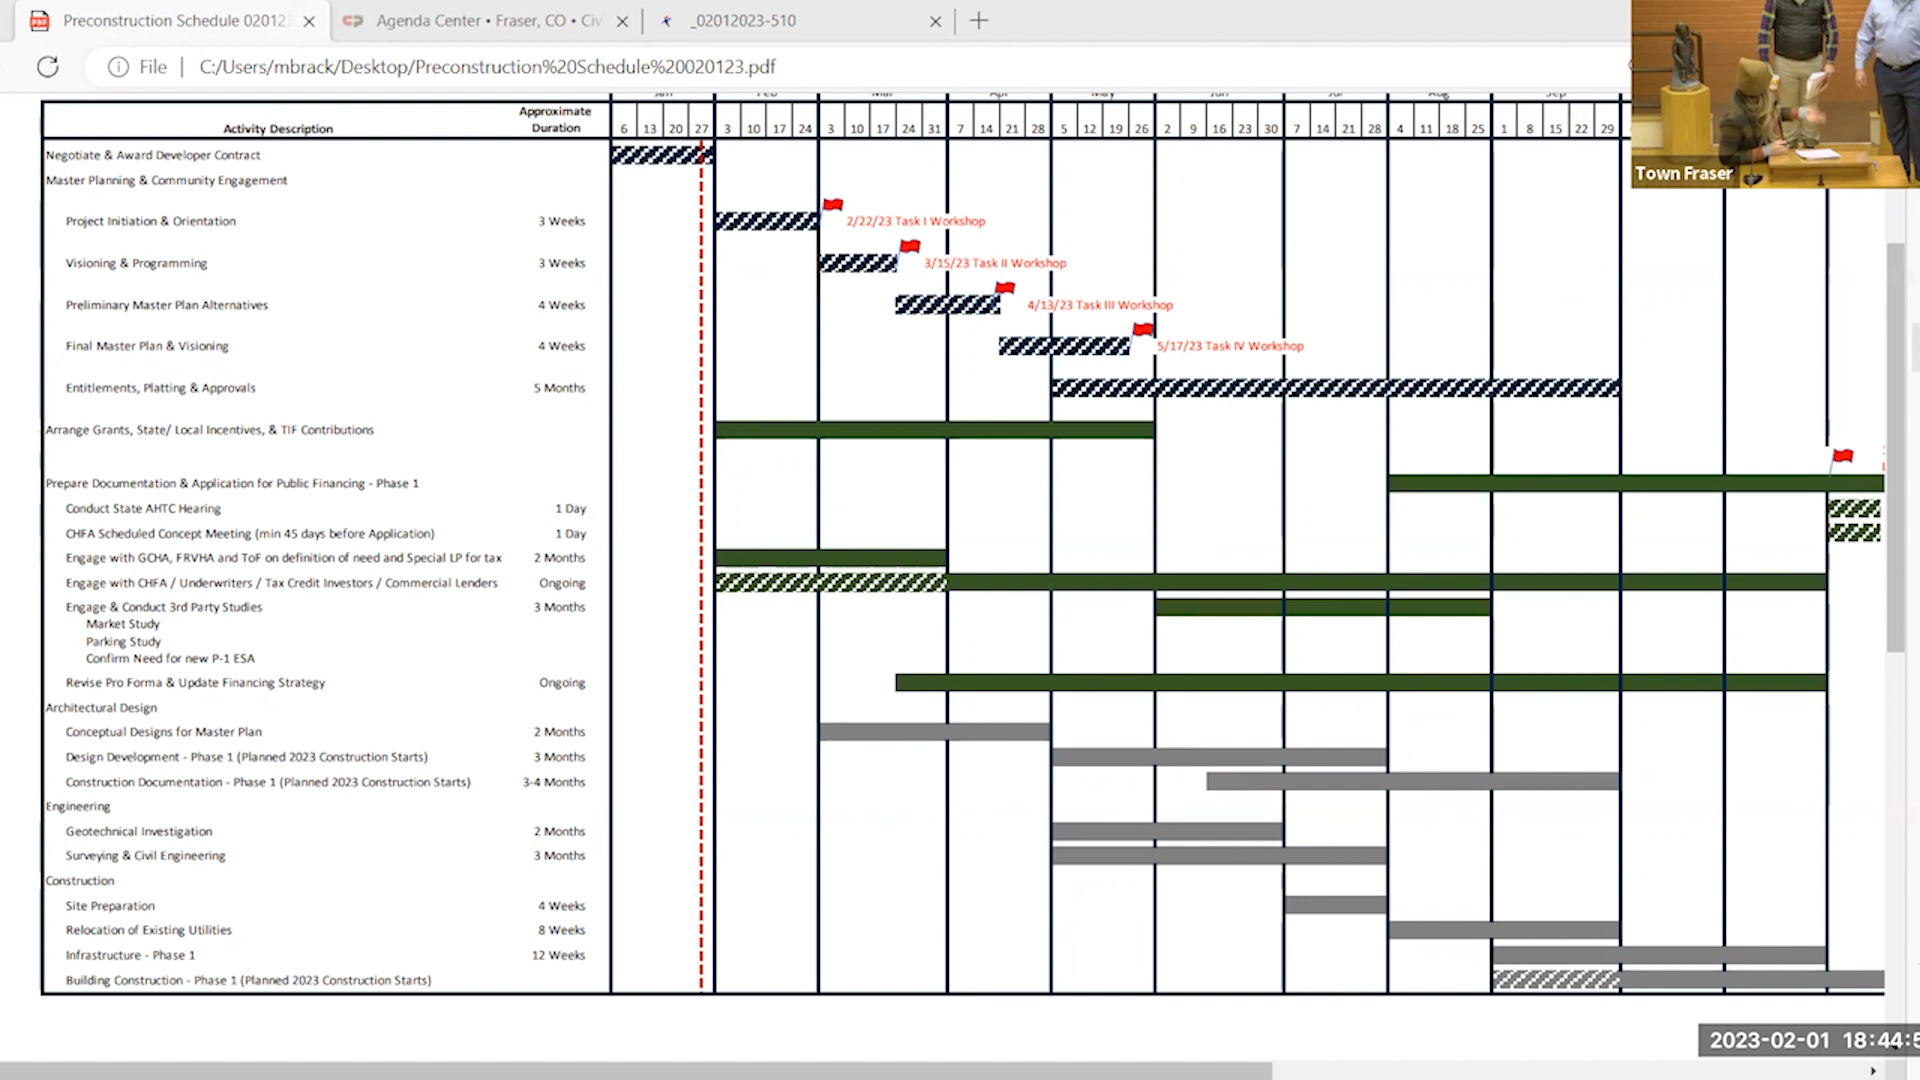 Preconstruction Schedule 02012
Agenda Center • Fraser, CO • Civ
_02012023-510
File | C:/Users/mbrack/Desktop/Preconstruction%20Schedule%20020123.pdf
Town Fraser
Jan Feb Mar Apr May Jun Jul Aug Sep
Approximate
Activity Description Duration 6 13 20 27 3 10 17 24 3 10 17 24 31 7 14 21 28 5 12 19 26 2 9 16 23 30 7 14 21 28 4 11 18 25 1 8 15 22 29
Negotiate & Award Developer Contract
Master Planning & Community Engagement
Project Initiation & Orientation 3 Weeks 2/22/23 Task I Workshop
Visioning & Programming 3 Weeks 3/15/23 Task II Workshop
Preliminary Master Plan Alternatives 4 Weeks 4/13/23 Task III Workshop
Final Master Plan & Visioning 4 Weeks 5/17/23 Task IV Workshop
Entitlements, Platting & Approvals 5 Months
Arrange Grants, State/ Local Incentives, & TIF Contributions
Prepare Documentation & Application for Public Financing - Phase 1
Conduct State AHTC Hearing 1 Day
CHFA Scheduled Concept Meeting (min 45 days before Application) 1 Day
Engage with GCHA, FRVHA and ToF on definition of need and Special LP for tax 2 Months
Engage with CHFA / Underwriters / Tax Credit Investors / Commercial Lenders Ongoing
Engage & Conduct 3rd Party Studies 3 Months
Market Study
Parking Study
Confirm Need for new P-1 ESA
Revise Pro Forma & Update Financing Strategy Ongoing
Architectural Design
Conceptual Designs for Master Plan 2 Months
Design Development - Phase 1 (Planned 2023 Construction Starts) 3 Months
Construction Documentation - Phase 1 (Planned 2023 Construction Starts) 3-4 Months
Engineering
Geotechnical Investigation 2 Months
Surveying & Civil Engineering 3 Months
Construction
Site Preparation 4 Weeks
Relocation of Existing Utilities 8 Weeks
Infrastructure - Phase 1 12 Weeks
Building Construction - Phase 1 (Planned 2023 Construction Starts)
2023-02-01 18:44:5